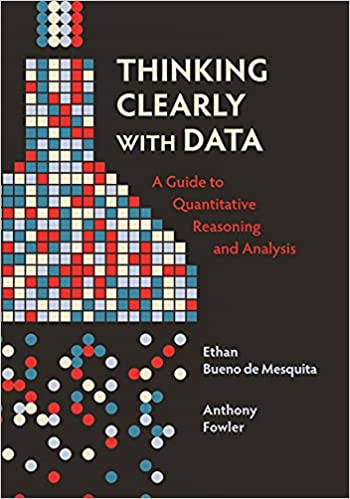 THINKING
CLEARLY
WITH DATA
A Guide to
Quantitative
Reasoning
and Analysis
Ethan
Bueno de Mesquita
Anthony
Fowler